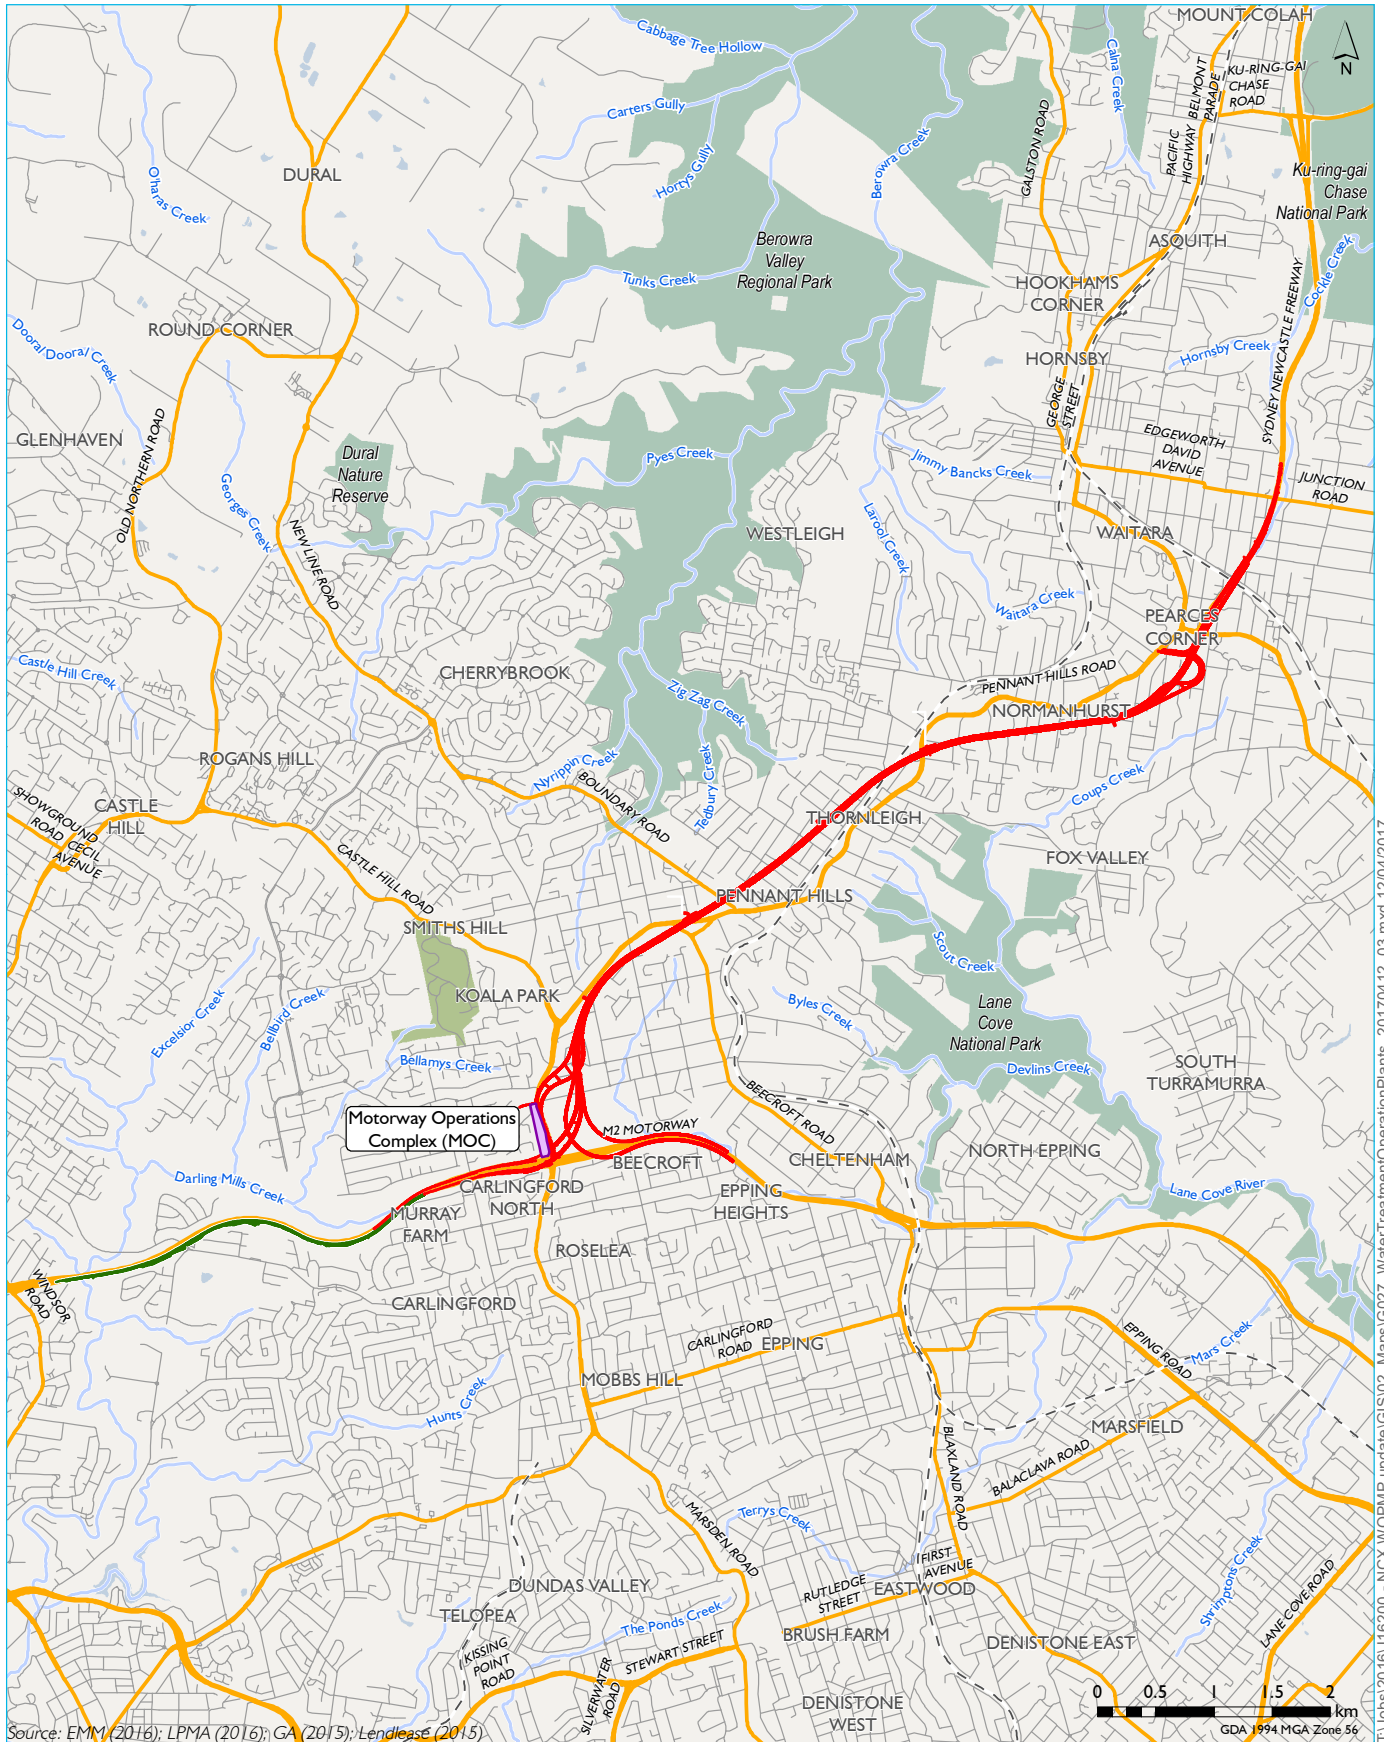 MOUNT COLAH
Cabbage Tree Hollow
Calna Creek
N
KU-RING-GAI
CHASE
ROAD
BELMONT
PARADE
Carters Gully
GALSTON ROAD
PACIFIC
HIGHWAY
Berowra Creek
DURAL
O'haras Creek
Hortys Gully
Ku-ring-gai
Chase
National Park
Berowra
Valley
Regional Park
ASQUITH
Tunks Creek
HOOKHAMS
CORNER
Cockle Creek
SYDNEY NEWCASTLE FREEWAY
ROUND CORNER
Dooral Dooral Creek
HORNSBY
Hornsby Creek
GEORGE
STREET
GLENHAVEN
OLD NORTHERN ROAD
Dural
Nature
Reserve
Pyes Creek
EDGEWORTH
DAVID
AVENUE
Jimmy Bancks Creek
JUNCTION
ROAD
Georges Creek
NEW LINE ROAD
WESTLEIGH
Larool Creek
WAITARA
Waitara Creek
PEARCES
CORNER
Castle Hill Creek
CHERRYBROOK
PENNANT HILLS ROAD
Zig Zag Creek
NORMANHURST
ROGANS HILL
Nyrippin Creek
Tedbury Creek
Coups Creek
SHOWGROUND
ROAD
CASTLE
HILL
CECIL
AVENUE
BOUNDARY ROAD
THORNLEIGH
CASTLE HILL ROAD
FOX VALLEY
PENNANT HILLS
SMITHS HILL
Scout Creek
KOALA PARK
Excelsior Creek
Bellbird Creek
Byles Creek
Lane
Cove
National Park
Bellamys Creek
Devlins Creek
SOUTH
TURRAMURRA
Motorway Operations
Complex (MOC)
BEECROFT ROAD
M2 MOTORWAY
BEECROFT
CHELTENHAM
NORTH EPPING
Darling Mills Creek
CARLINGFORD
NORTH
EPPING
HEIGHTS
Lane Cove River
MURRAY
FARM
ROSELEA
WINDSOR
ROAD
CARLINGFORD
CARLINGFORD
ROAD
EPPING
EPPING ROAD
Mars Creek
MOBBS HILL
Hunts Creek
MARSFIELD
BLAXLAND ROAD
BALACLAVA ROAD
MARSDEN ROAD
Terrys Creek
FIRST
AVENUE
Shrimptons Creek
LANE COVE ROAD
DUNDAS VALLEY
RUTLEDGE
STREET
EASTWOOD
TELOPEA
The Ponds Creek
BRUSH FARM
DENISTONE EAST
KISSING
POINT
ROAD
STEWART STREET
SILVERWATER
ROAD
DENISTONE
WEST
0 0.5 1 1.5 2
km
GDA 1994 MGA Zone 56
Source: EMM (2016); LPMA (2016); GA (2015); Lendlease (2015)